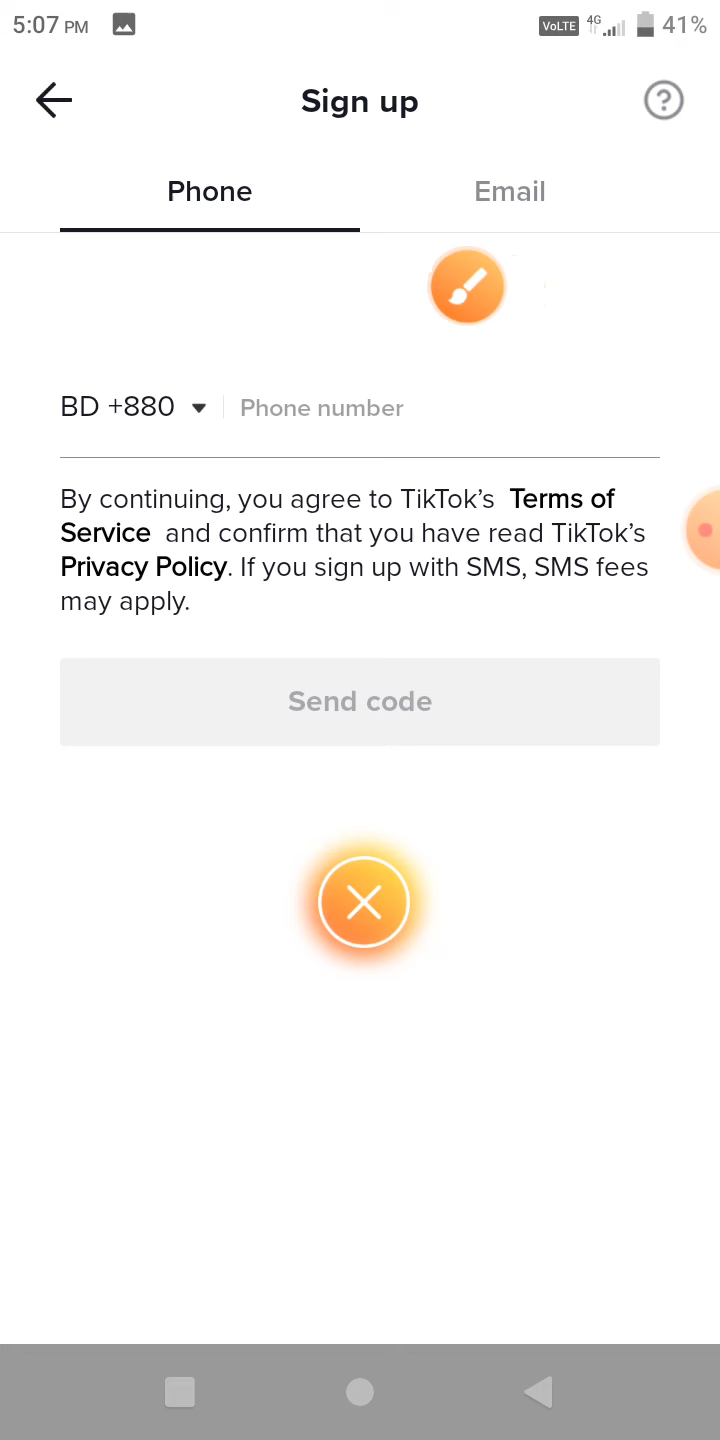 5:07 PM VoLTE 4G 41%
Sign up
Phone Email
BD +880 Phone number
By continuing, you agree to TikTok’s Terms of
Service and confirm that you have read TikTok’s
Privacy Policy. If you sign up with SMS, SMS fees
may apply.
Send code